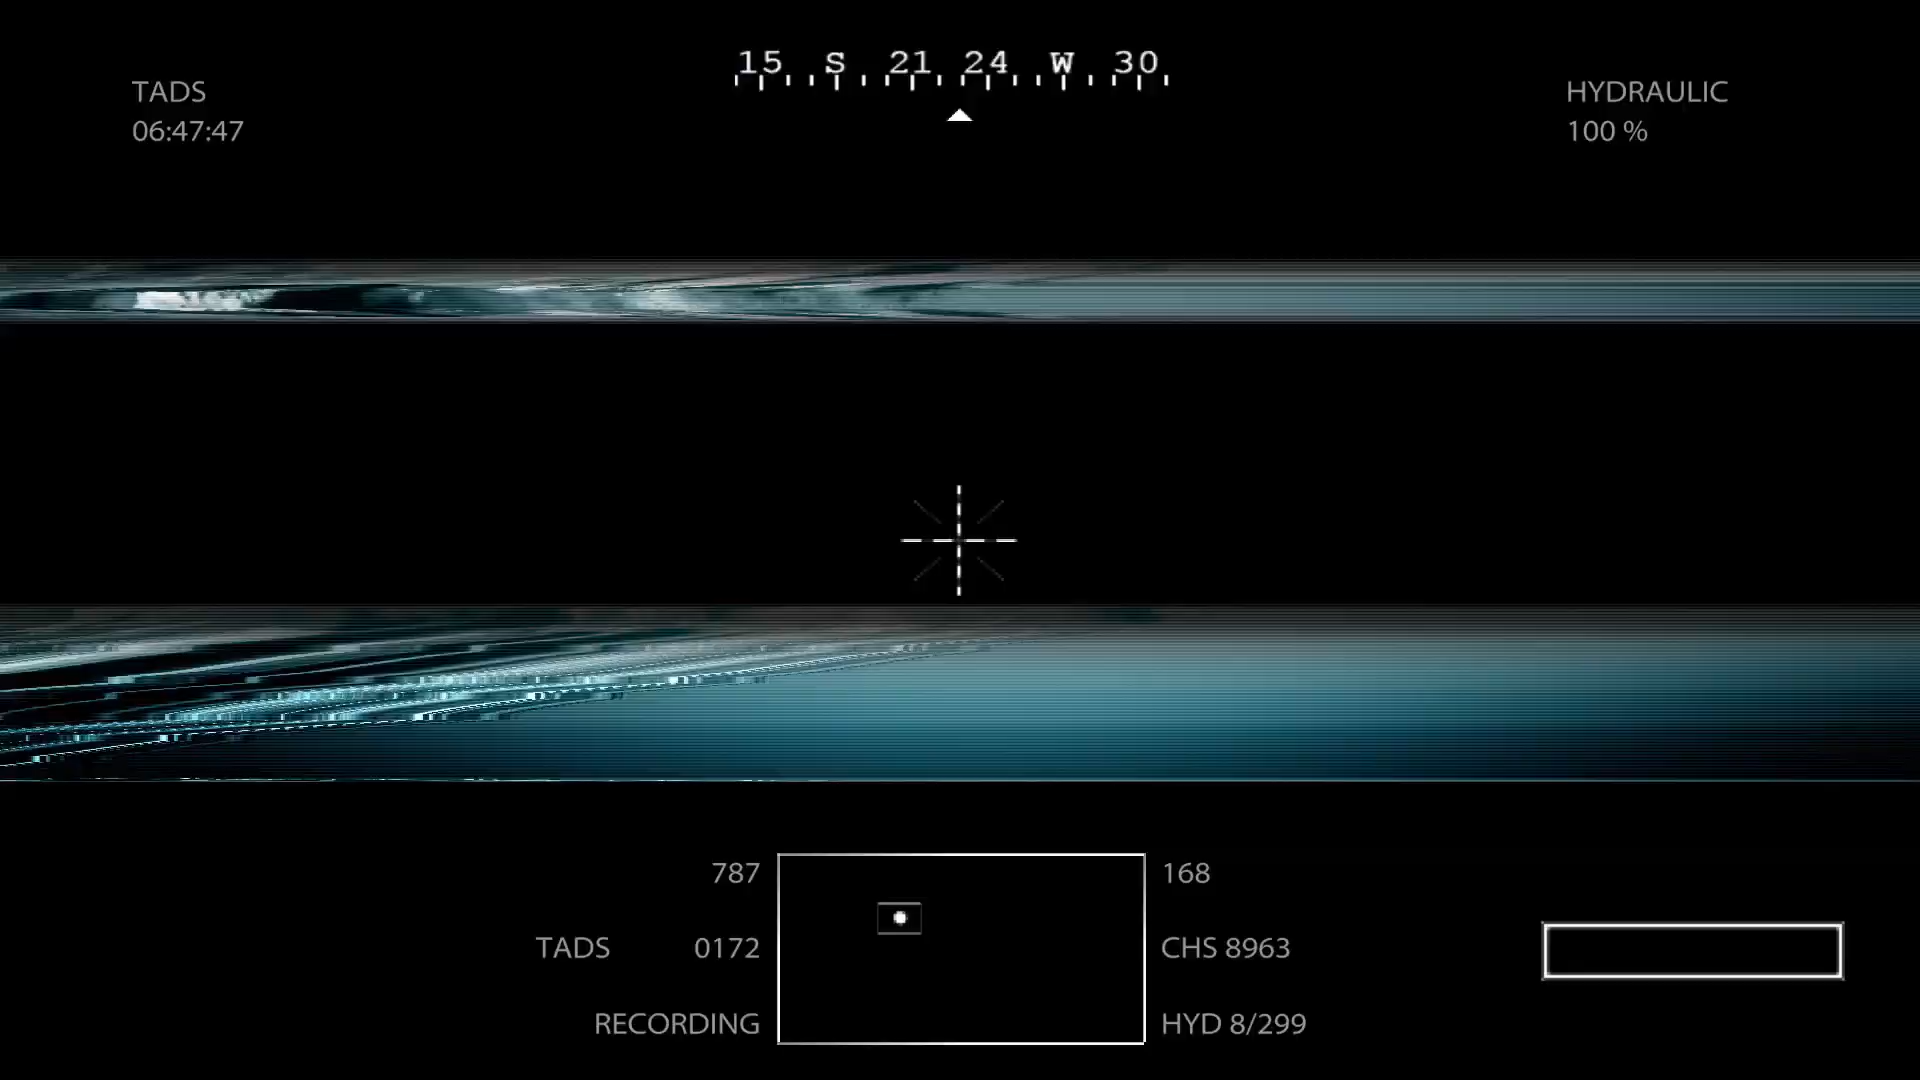 15 S 21 24 W 30
TADS
06:47:47
HYDRAULIC
100 %
787
168
TADS 0172
CHS 8963
RECORDING
HYD 8/299